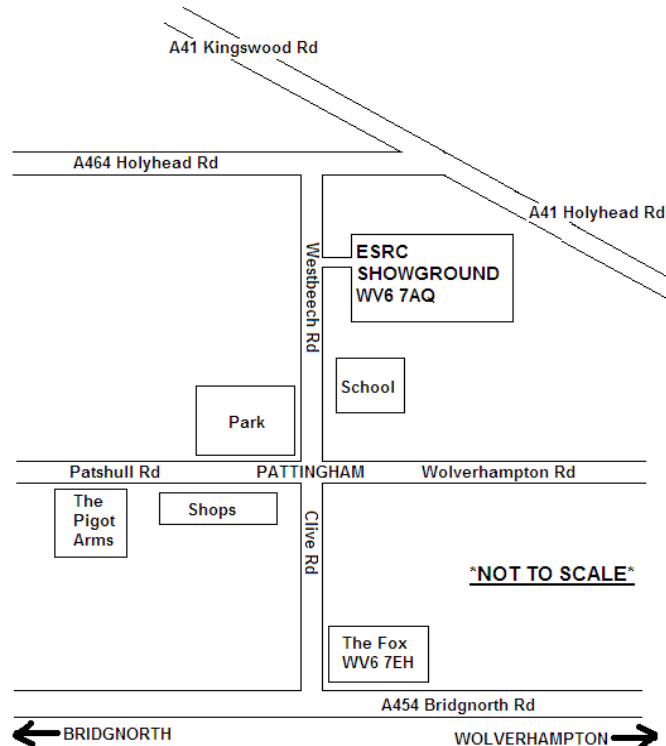 A41 Kingswood Rd
A464 Holyhead Rd
A41 Holyhead Rd
Westbeech Rd
ESRC
SHOWGROUND
WV6 7AQ
School
Park
Patshull Rd
PATTINGHAM
Wolverhampton Rd
The
Pigot
Arms
Shops
Clive Rd
*NOT TO SCALE*
The Fox
WV6 7EH
A454 Bridgnorth Rd
BRIDGNORTH
WOLVERHAMPTON